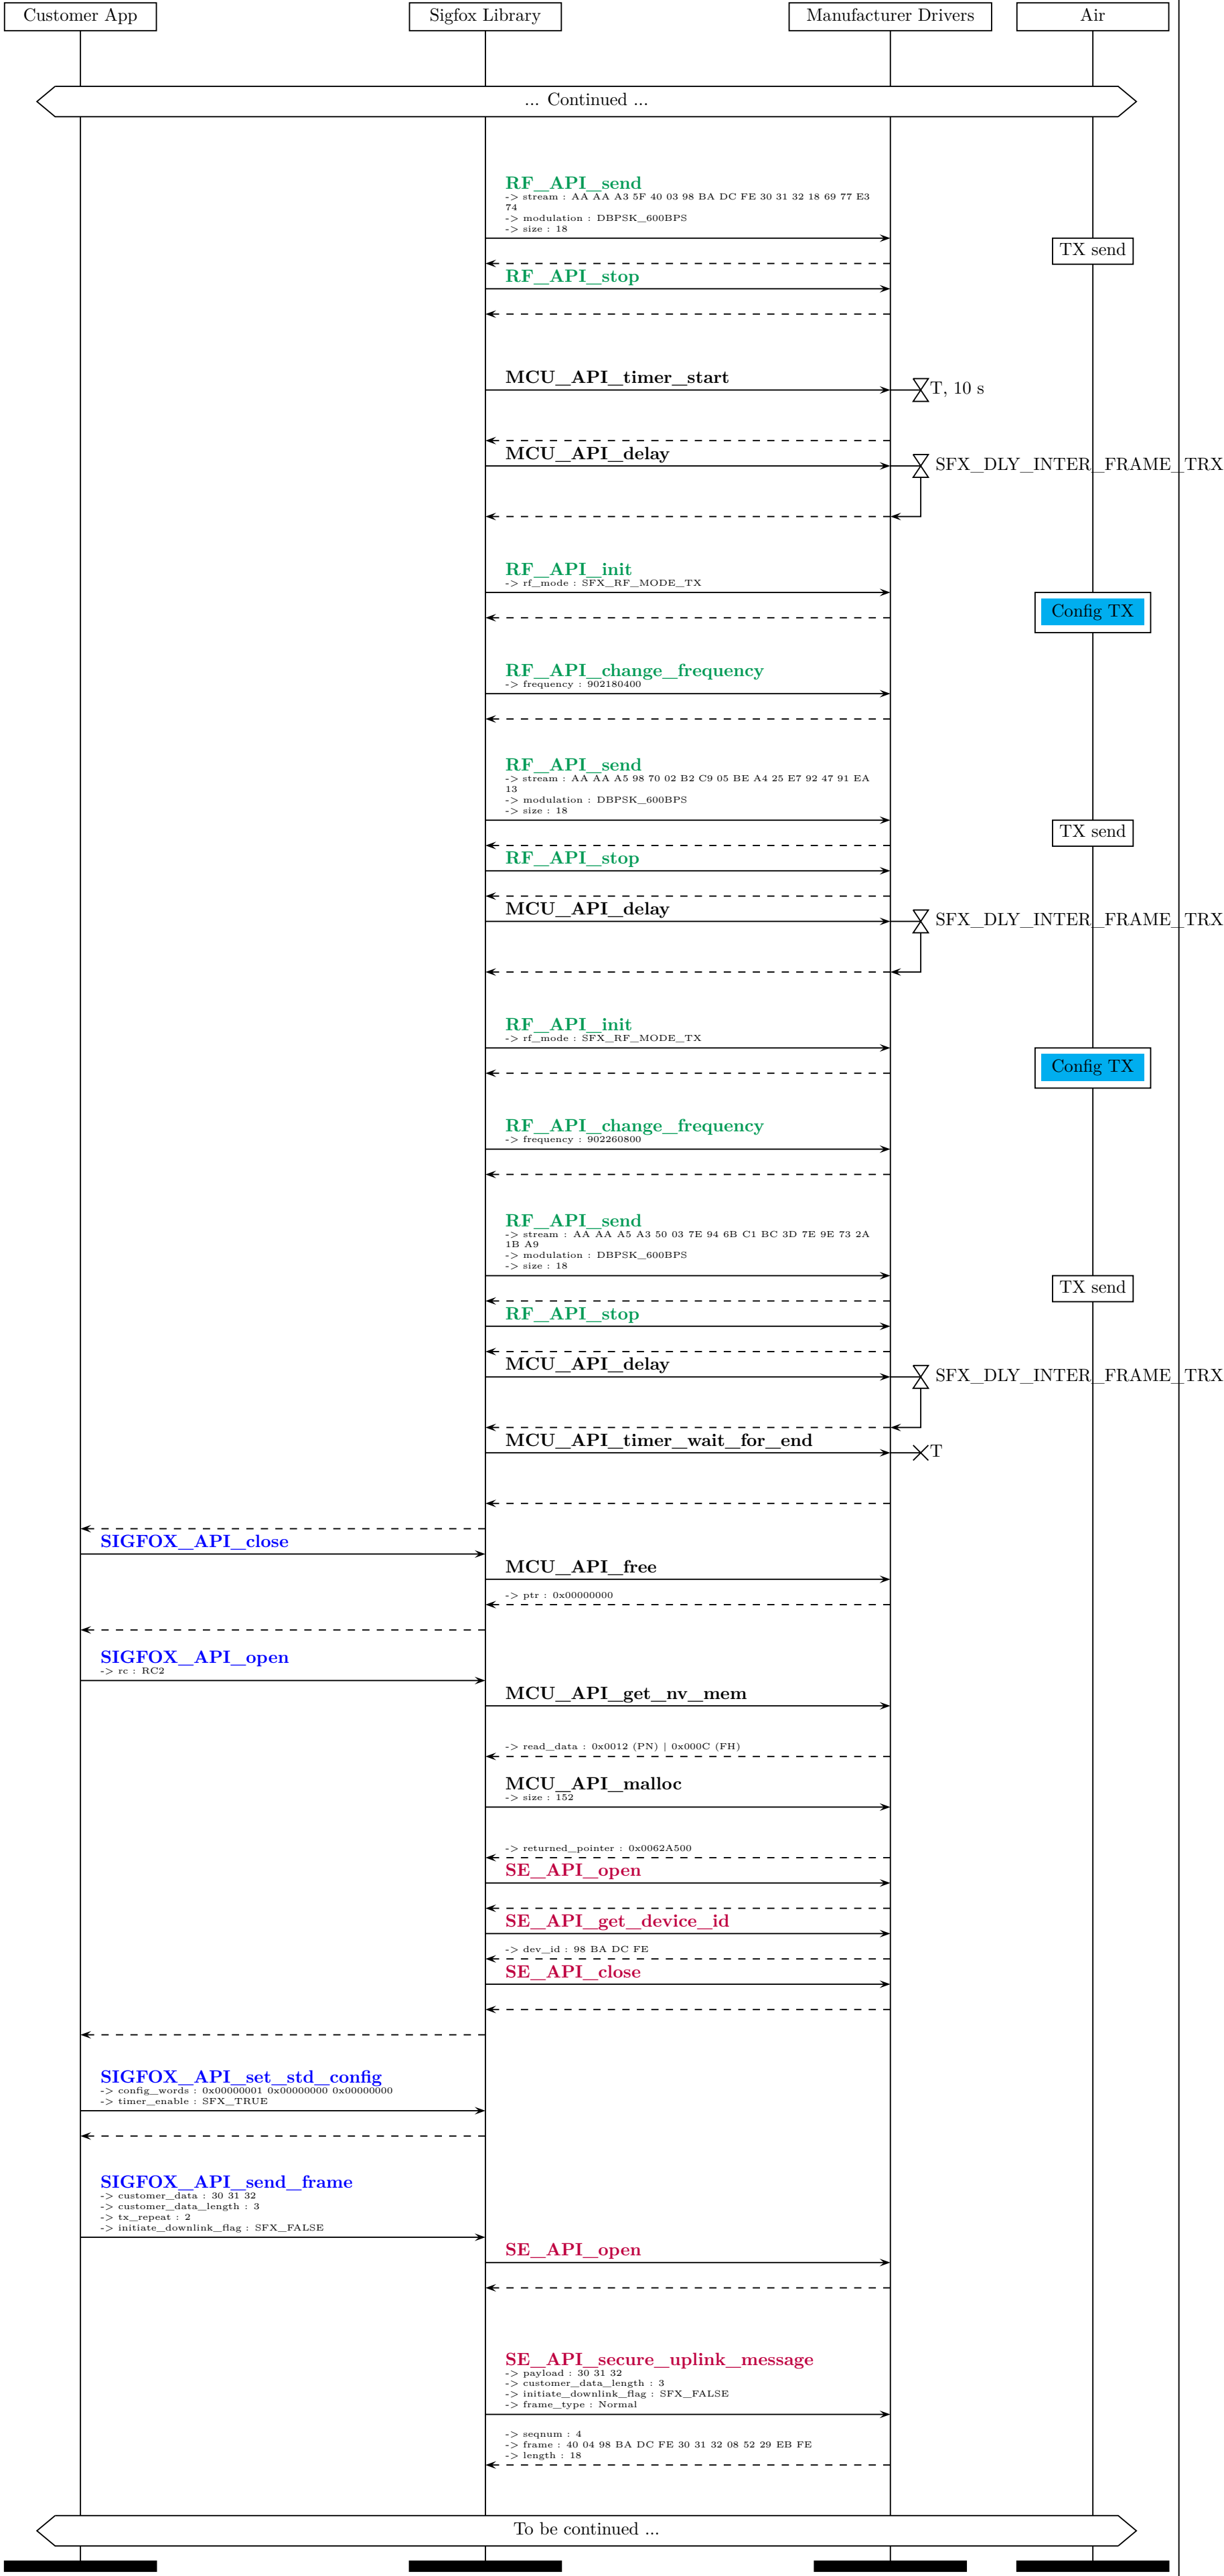 Customer App
Sigfox Library
Manufacturer Drivers
Air
... Continued ...
RF_API_send
-> stream : AA AA A3 5F 40 03 98 BA DC FE 30 31 32 18 69 77 E3
74
-> modulation : DBPSK_600BPS
-> size : 18
TX send
RF_API_stop
MCU_API_timer_start
T, 10 s
MCU_API_delay
SFX_DLY_INTER_FRAME_TRX
RF_API_init
-> rf_mode : SFX_RF_MODE_TX
Config TX
RF_API_change_frequency
-> frequency : 902180400
RF_API_send
-> stream : AA AA A5 98 70 02 B2 C9 05 BE A4 25 E7 92 47 91 EA
13
-> modulation : DBPSK_600BPS
-> size : 18
TX send
RF_API_stop
MCU_API_delay
SFX_DLY_INTER_FRAME_TRX
RF_API_init
-> rf_mode : SFX_RF_MODE_TX
Config TX
RF_API_change_frequency
-> frequency : 902260800
RF_API_send
-> stream : AA AA A5 A3 50 03 7E 94 6B C1 BC 3D 7E 9E 73 2A
1B A9
-> modulation : DBPSK_600BPS
-> size : 18
TX send
RF_API_stop
MCU_API_delay
SFX_DLY_INTER_FRAME_TRX
MCU_API_timer_wait_for_end
T
SIGFOX_API_close
MCU_API_free
-> ptr : 0x00000000
SIGFOX_API_open
-> rc : RC2
MCU_API_get_nv_mem
-> read_data : 0x0012 (PN) | 0x000C (FH)
MCU_API_malloc
-> size : 152
-> returned_pointer : 0x0062A500
SE_API_open
SE_API_get_device_id
-> dev_id : 98 BA DC FE
SE_API_close
SIGFOX_API_set_std_config
-> config_words : 0x00000001 0x00000000 0x00000000
-> timer_enable : SFX_TRUE
SIGFOX_API_send_frame
-> customer_data : 30 31 32
-> customer_data_length : 3
-> tx_repeat : 2
-> initiate_downlink_flag : SFX_FALSE
SE_API_open
SE_API_secure_uplink_message
-> payload : 30 31 32
-> customer_data_length : 3
-> initiate_downlink_flag : SFX_FALSE
-> frame_type : Normal
-> seqnum : 4
-> frame : 40 04 98 BA DC FE 30 31 32 08 52 29 EB FE
-> length : 18
To be continued ...